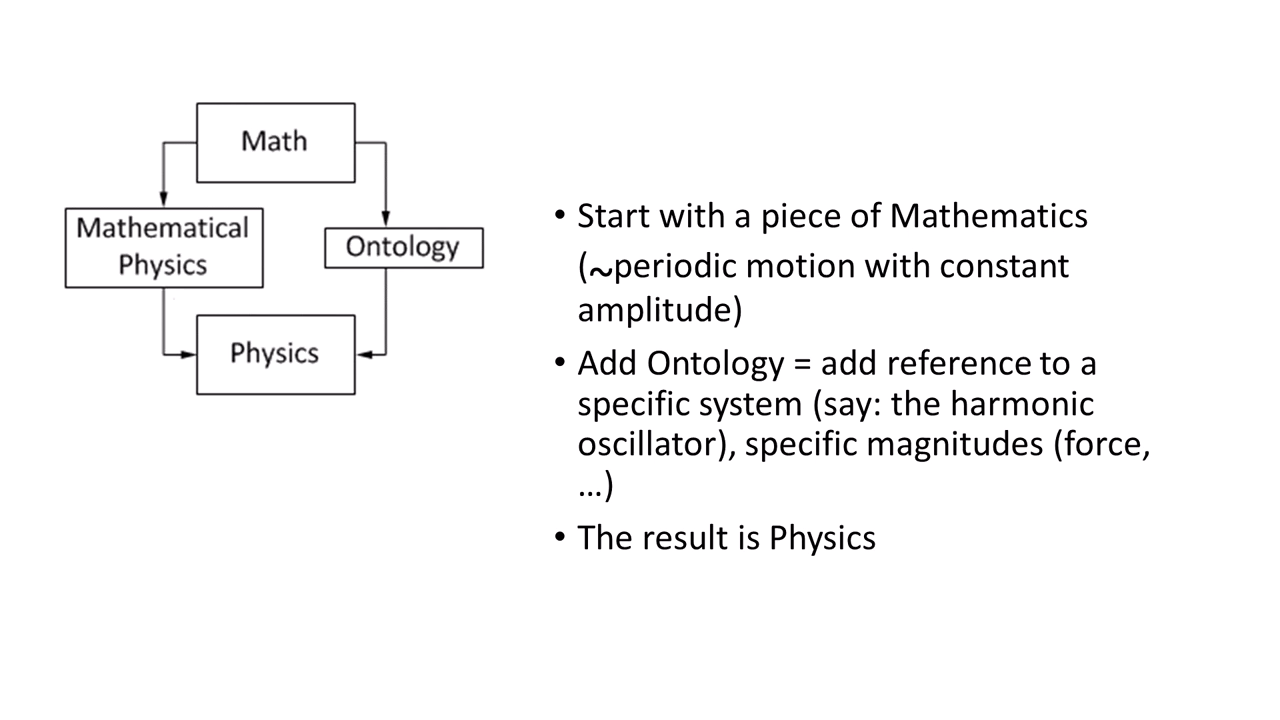 Math
Mathematical
Physics
Ontology
Physics
• Start with a piece of Mathematics
(~periodic motion with constant
amplitude)
• Add Ontology = add reference to a
specific system (say: the harmonic
oscillator), specific magnitudes (force,
…)
• The result is Physics